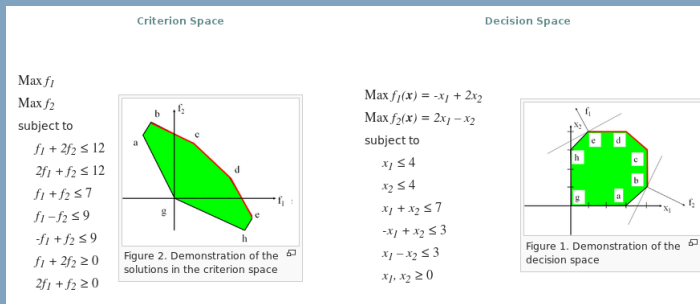 Criterion Space
Max f₁
Max f₂
subject to
f₁ + 2f₂ ≤ 12
2f₁ + f₂ ≤ 12
f₁ + f₂ ≤ 7
f₁ – f₂ ≤ 9
-f₁ + f₂ ≤ 9
f₁ + 2f₂ ≥ 0
2f₁ + f₂ ≥ 0
f₂
b
a
c
d
f₁
g
e
h
Figure 2. Demonstration of the
solutions in the criterion space
Decision Space
Max f₁(x) = -x₁ + 2x₂
Max f₂(x) = 2x₁ – x₂
subject to
x₁ ≤ 4
x₂ ≤ 4
x₁ + x₂ ≤ 7
-x₁ + x₂ ≤ 3
x₁ – x₂ ≤ 3
x₁, x₂ ≥ 0
f₁
x₂
e d
h c
b
g a
x₁
f₂
Figure 1. Demonstration of the
decision space